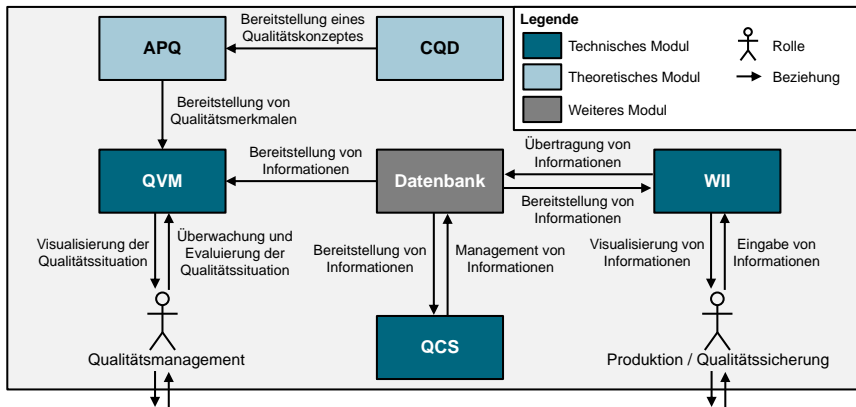 Bereitstellung eines
Qualitätskonzeptes
APQ
CQD
Legende
Technisches Modul
Theoretisches Modul
Weiteres Modul
Rolle
Beziehung
Bereitstellung von
Qualitätsmerkmalen
Bereitstellung von
Informationen
Übertragung von
Informationen
QVM
Datenbank
WII
Bereitstellung von
Informationen
Visualisierung der
Qualitätssituation
Überwachung und
Evaluierung der
Qualitätssituation
Bereitstellung von
Informationen
Management von
Informationen
Visualisierung von
Informationen
Eingabe von
Informationen
QCS
Qualitätsmanagement
Produktion / Qualitätssicherung